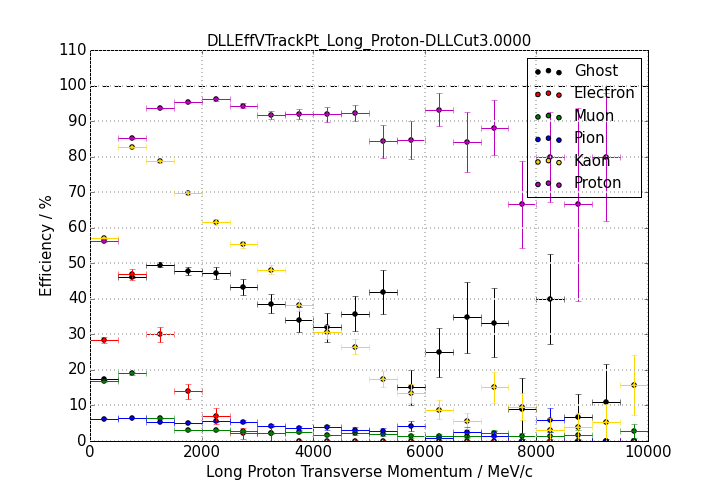 DLLEffVTrackPt_Long_Proton-DLLCut3.0000
110
100
90
80
70
60
50
40
30
20
10
0
Efficiency / %
Ghost
Electron
Muon
Pion
Kaon
Proton
0 2000 4000 6000 8000 10000
Long Proton Transverse Momentum / MeV/c